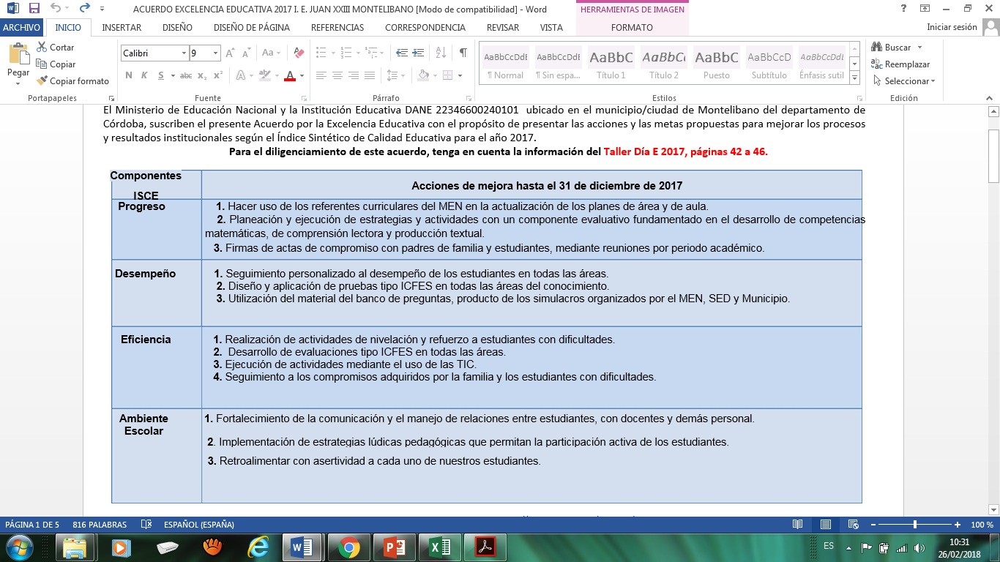 ACUERDO EXCELENCIA EDUCATIVA 2017 I. E. JUAN XXIII MONTELIBANO [Modo de compatibilidad] - Word
HERRAMIENTAS DE IMAGEN
ARCHIVO INICIO INSERTAR DISEÑO DISEÑO DE PÁGINA REFERENCIAS CORRESPONDENCIA REVISAR VISTA FORMATO Iniciar sesión
Pegar
Cortar
Copiar
Copiar formato
Portapapeles
Calibri 9
Fuente
Párrafo
AaBbCcDdE AaBbCcDdE AaBbC AaBbCc AaBbC AaBbCcD AaBbCcDdE
¶ Normal ¶ Sin espa... Título 1 Título 2 Puesto Subtítulo Énfasis sutil
Estilos
Buscar
Reemplazar
Seleccionar
Edición
El Ministerio de Educación Nacional y la Institución Educativa DANE 22346600240101 ubicado en el municipio/ciudad de Montelibano del departamento de
Córdoba, suscriben el presente Acuerdo por la Excelencia Educativa con el propósito de presentar las acciones y las metas propuestas para mejorar los procesos
y resultados institucionales según el Índice Sintético de Calidad Educativa para el año 2017.
Para el diligenciamiento de este acuerdo, tenga en cuenta la información del Taller Día E 2017, páginas 42 a 46.
Componentes
ISCE
Acciones de mejora hasta el 31 de diciembre de 2017
Progreso
1. Hacer uso de los referentes curriculares del MEN en la actualización de los planes de área y de aula.
2. Planeación y ejecución de estrategias y actividades con un componente evaluativo fundamentado en el desarrollo de competencias
matemáticas, de comprensión lectora y producción textual.
3. Firmas de actas de compromiso con padres de familia y estudiantes, mediante reuniones por periodo académico.
Desempeño
1. Seguimiento personalizado al desempeño de los estudiantes en todas las áreas.
2. Diseño y aplicación de pruebas tipo ICFES en todas las áreas del conocimiento.
3. Utilización del material del banco de preguntas, producto de los simulacros organizados por el MEN, SED y Municipio.
Eficiencia
1. Realización de actividades de nivelación y refuerzo a estudiantes con dificultades.
2. Desarrollo de evaluaciones tipo ICFES en todas las áreas.
3. Ejecución de actividades mediante el uso de las TIC.
4. Seguimiento a los compromisos adquiridos por la familia y los estudiantes con dificultades.
Ambiente
Escolar
1. Fortalecimiento de la comunicación y el manejo de relaciones entre estudiantes, con docentes y demás personal.
2. Implementación de estrategias lúdicas pedagógicas que permitan la participación activa de los estudiantes.
3. Retroalimentar con asertividad a cada uno de nuestros estudiantes.
PÁGINA 1 DE 5 816 PALABRAS ESPAÑOL (ESPAÑA) 100 %
ES
10:31
26/02/2018